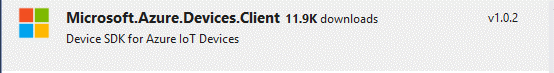 Microsoft.Azure.Devices.Client 11.9K downloads v1.0.2
Device SDK for Azure IoT Devices